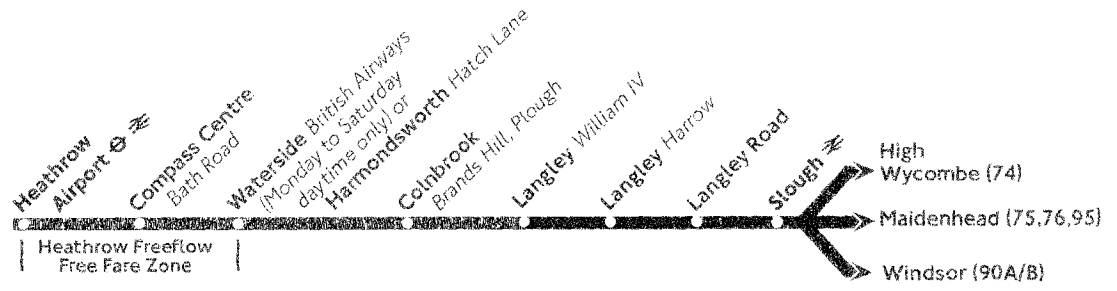 Heathrow
Airport
Compass Centre
Bath Road
Waterside British Airways
(Monday to Saturday
daytime only) or
Harmondsworth Hatch Lane
Colnbrook
Brands Hill, Plough
Langley William IV
Langley Harrow
Langley Road
Slough
High
Wycombe (74)
Maidenhead (75,76,95)
Windsor (90A/B)
Heathrow Freeflow
Free Fare Zone